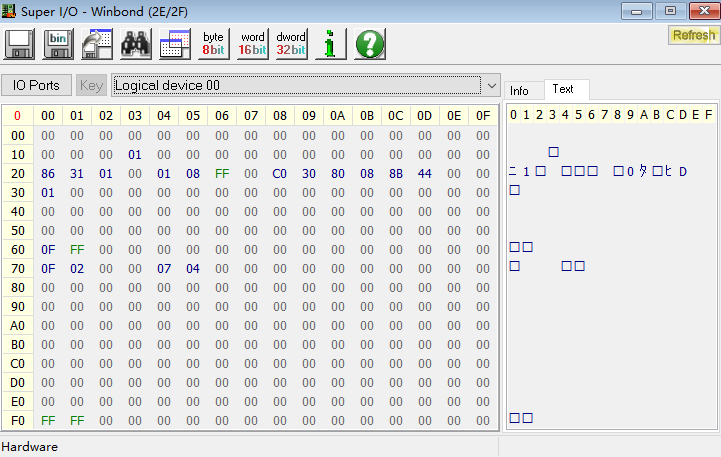 Super I/O - Winbond (2E/2F)
bin
byte 8bit
word 16bit
dword 32bit
Refresh
IO Ports
Key
Logical device 00
Info
Text
0 00 01 02 03 04 05 06 07 08 09 0A 0B 0C 0D 0E 0F
0 1 2 3 4 5 6 7 8 9 A B C D E F
00 00 00 00 00 00 00 00 00 00 00 00 00 00 00 00 00
10 00 00 00 01 00 00 00 00 00 00 00 00 00 00 00 00
□
20 86 31 01 00 01 08 FF 00 C0 30 80 08 8B 44 00 00
ニ 1 □ □□□ □ 0 タ □ ヒ D
30 01 00 00 00 00 00 00 00 00 00 00 00 00 00 00 00
□
40 00 00 00 00 00 00 00 00 00 00 00 00 00 00 00 00
50 00 00 00 00 00 00 00 00 00 00 00 00 00 00 00 00
60 0F FF 00 00 00 00 00 00 00 00 00 00 00 00 00 00
□□
70 0F 02 00 00 07 04 00 00 00 00 00 00 00 00 00 00
□ □□
80 00 00 00 00 00 00 00 00 00 00 00 00 00 00 00 00
90 00 00 00 00 00 00 00 00 00 00 00 00 00 00 00 00
A0 00 00 00 00 00 00 00 00 00 00 00 00 00 00 00 00
B0 00 00 00 00 00 00 00 00 00 00 00 00 00 00 00 00
C0 00 00 00 00 00 00 00 00 00 00 00 00 00 00 00 00
D0 00 00 00 00 00 00 00 00 00 00 00 00 00 00 00 00
E0 00 00 00 00 00 00 00 00 00 00 00 00 00 00 00 00
F0 FF FF 00 00 00 00 00 00 00 00 00 00 00 00 00 00
□□
Hardware